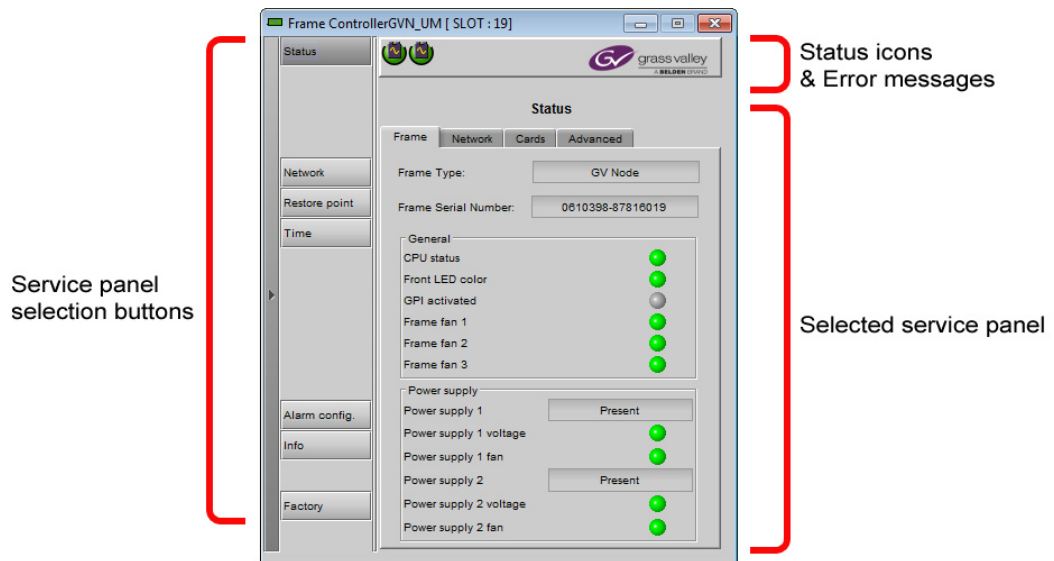 Frame ControllerGVN_UM [ SLOT : 19]
Status
grass valley
A BELDEN BRAND
Status icons
& Error messages
Status
Frame Network Cards Advanced
Network
Restore point
Time
Alarm config.
Info
Factory
Frame Type: GV Node
Frame Serial Number: 0610398-87816019
General
CPU status
Front LED color
GPI activated
Frame fan 1
Frame fan 2
Frame fan 3
Power supply
Power supply 1 Present
Power supply 1 voltage
Power supply 1 fan
Power supply 2 Present
Power supply 2 voltage
Power supply 2 fan
Service panel
selection buttons
Selected service panel